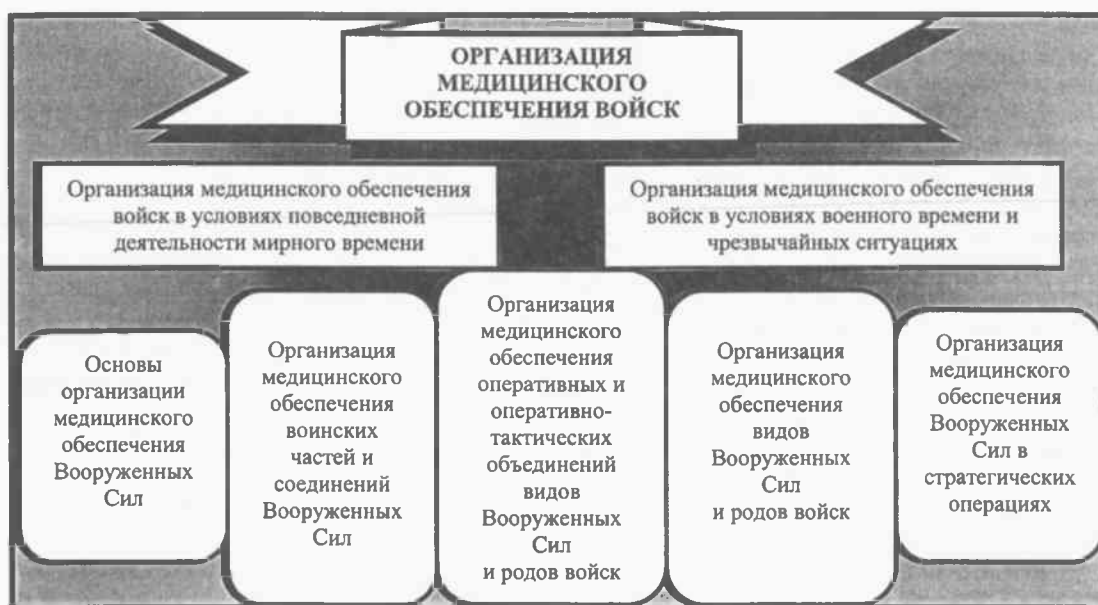 ОРГАНИЗАЦИЯ
МЕДИЦИНСКОГО
ОБЕСПЕЧЕНИЯ ВОЙСК
Организация медицинского обеспечения
войск в условиях повседневной
деятельности мирного времени
Организация медицинского обеспечения
войск в условиях военного времени и
чрезвычайных ситуациях
Основы
организации
медицинского
обеспечения
Вооруженных
Сил
Организация
медицинского
обеспечения
воинских
частей и
соединений
Вооруженных
Сил
Организация
медицинского
обеспечения
оперативных и
оперативно-
тактических
объединений
видов
Вооруженных
Сил
и родов войск
Организация
медицинского
обеспечения
видов
Вооруженных
Сил
и родов войск
Организация
медицинского
обеспечения
Вооруженных
Сил в
стратегических
операциях